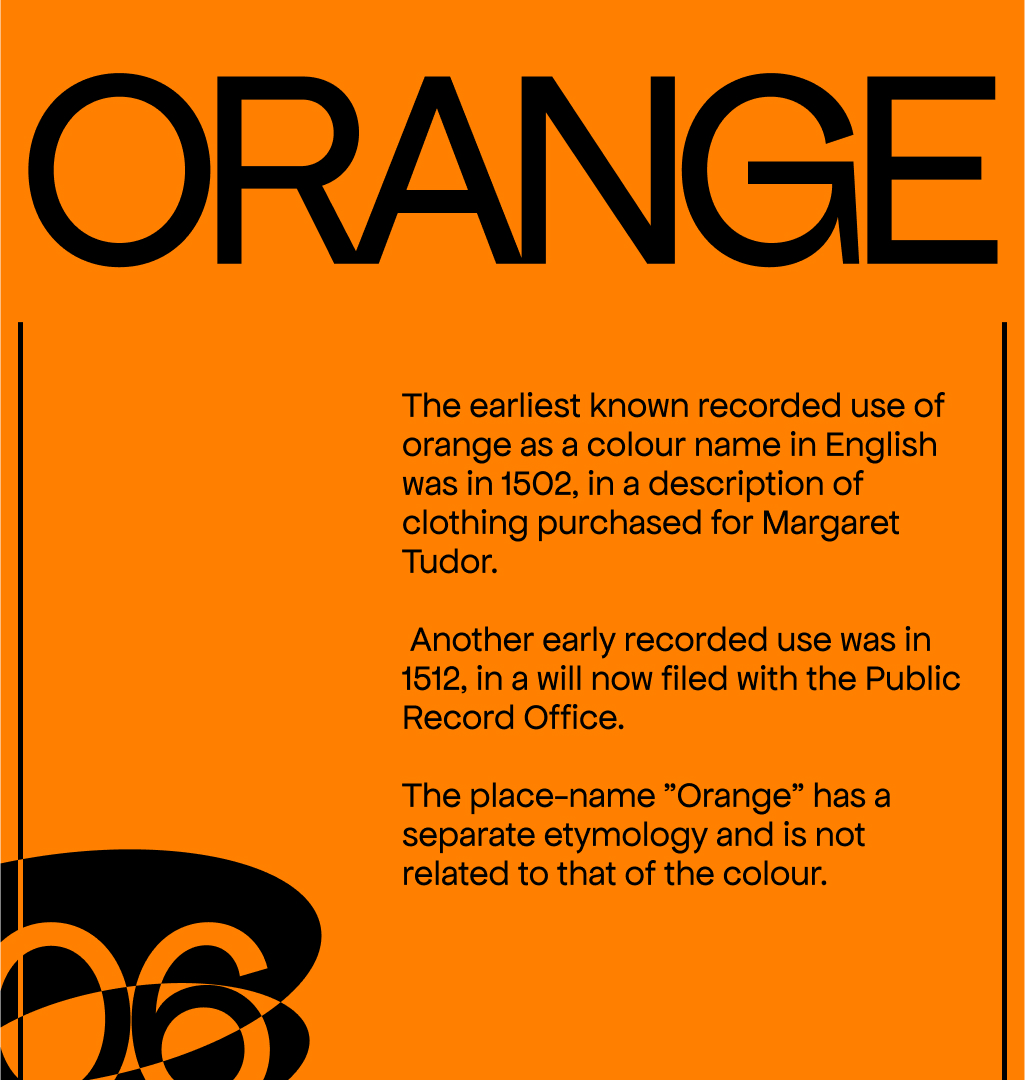 ORANGE
The earliest known recorded use of
orange as a colour name in English
was in 1502, in a description of
clothing purchased for Margaret
Tudor.
Another early recorded use was in
1512, in a will now filed with the Public
Record Office.
The place-name ”Orange” has a
separate etymology and is not
related to that of the colour.
06